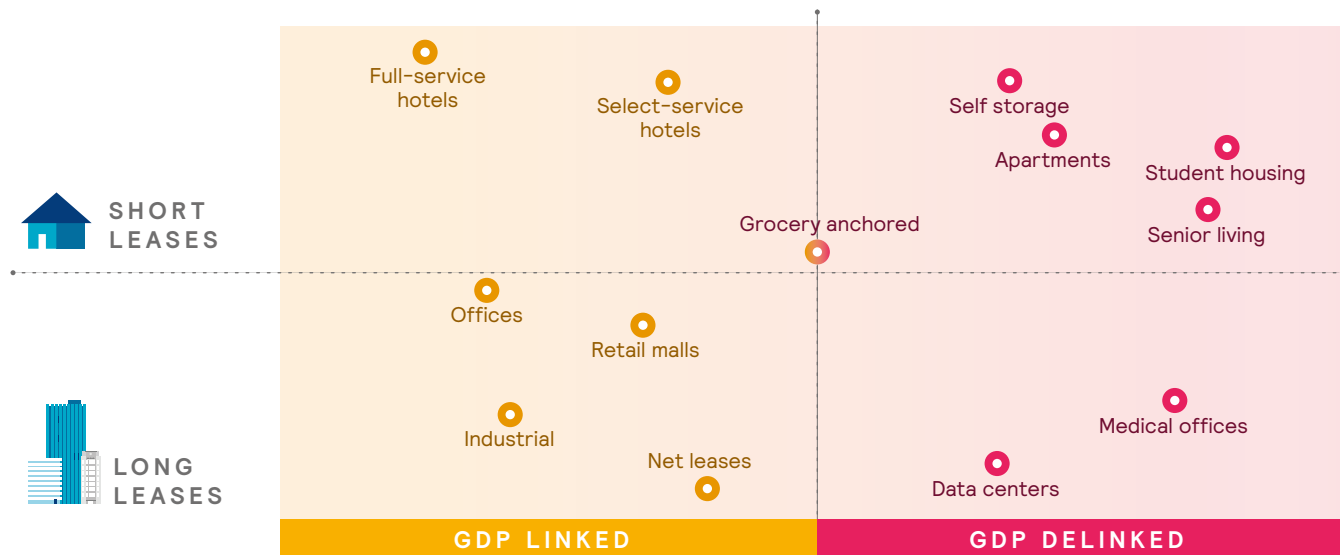 Full-service
hotels
Select-service
hotels
Self storage
Apartments
Student housing
SHORT
LEASES
Grocery anchored
Senior living
Offices
Retail malls
Industrial
Medical offices
LONG
LEASES
Net leases
Data centers
GDP LINKED
GDP DELINKED